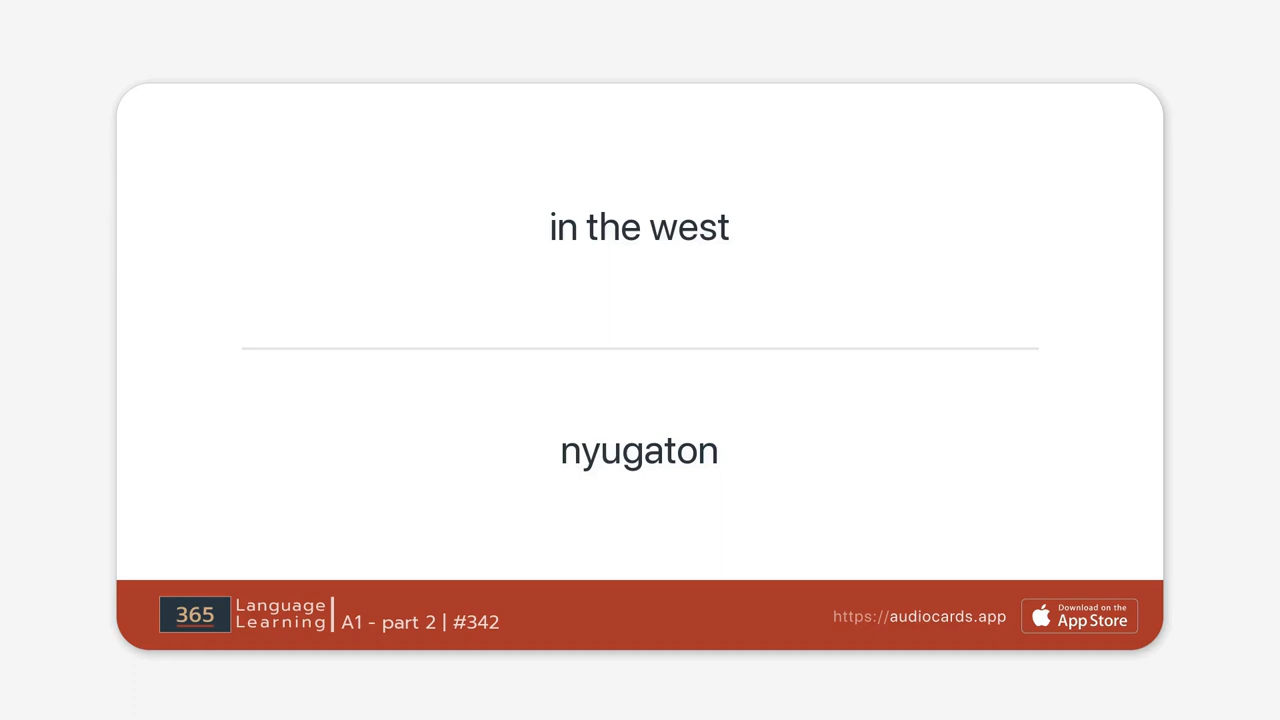 in the west
nyugaton
365
Language
Learning
A1 - part 2 | #342
https://audiocards.app
Download on the
App Store